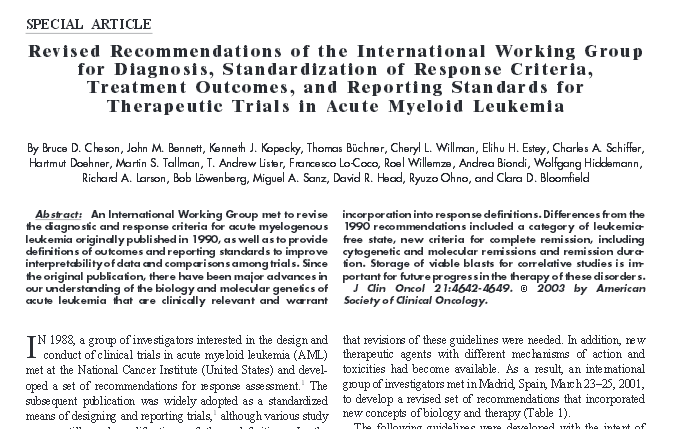 SPECIAL ARTICLE
Revised Recommendations of the International Working Group
for Diagnosis, Standardization of Response Criteria,
Treatment Outcomes, and Reporting Standards for
Therapeutic Trials in Acute Myeloid Leukemia
By Bruce D. Cheson, John M. Bennett, Kenneth J. Kopecky, Thomas Büchner, Cheryl L. Willman, Elihu H. Estey, Charles A. Schiffer,
Hartmut Doehner, Martin S. Tallman, T. Andrew Lister, Francesco Lo-Coco, Roel Willemze, Andrea Biondi, Wolfgang Hiddemann,
Richard A. Larson, Bob Löwenberg, Miguel A. Sanz, David R. Head, Ryuzo Ohno, and Clara D. Bloomfield
Abstract: An International Working Group met to revise
the diagnostic and response criteria for acute myelogenous
leukemia originally published in 1990, as well as to provide
definitions of outcomes and reporting standards to improve
interpretability of data and comparisons among trials. Since
the original publication, there have been major advances in
our understanding of the biology and molecular genetics of
acute leukemia that are clinically relevant and warrant
incorporation into response definitions. Differences from the
1990 recommendations included a category of leukemia-
free state, new criteria for complete remission, including
cytogenetic and molecular remissions and remission dura-
tion. Storage of viable blasts for correlative studies is im-
portant for future progress in the therapy of these disorders.
J Clin Oncol 21:4642-4649. © 2003 by American
Society of Clinical Oncology.
IN 1988, a group of investigators interested in the design and
conduct of clinical trials in acute myeloid leukemia (AML)
met at the National Cancer Institute (United States) and devel-
oped a set of recommendations for response assessment.1 The
subsequent publication was widely adopted as a standardized
means of designing and reporting trials,1 although various study
that revisions of these guidelines were needed. In addition, new
therapeutic agents with different mechanisms of action and
toxicities had become available. As a result, an international
group of investigators met in Madrid, Spain, March 23–25, 2001,
to develop a revised set of recommendations that incorporated
new concepts of biology and therapy (Table 1).
The following guidelines were developed with the intent of